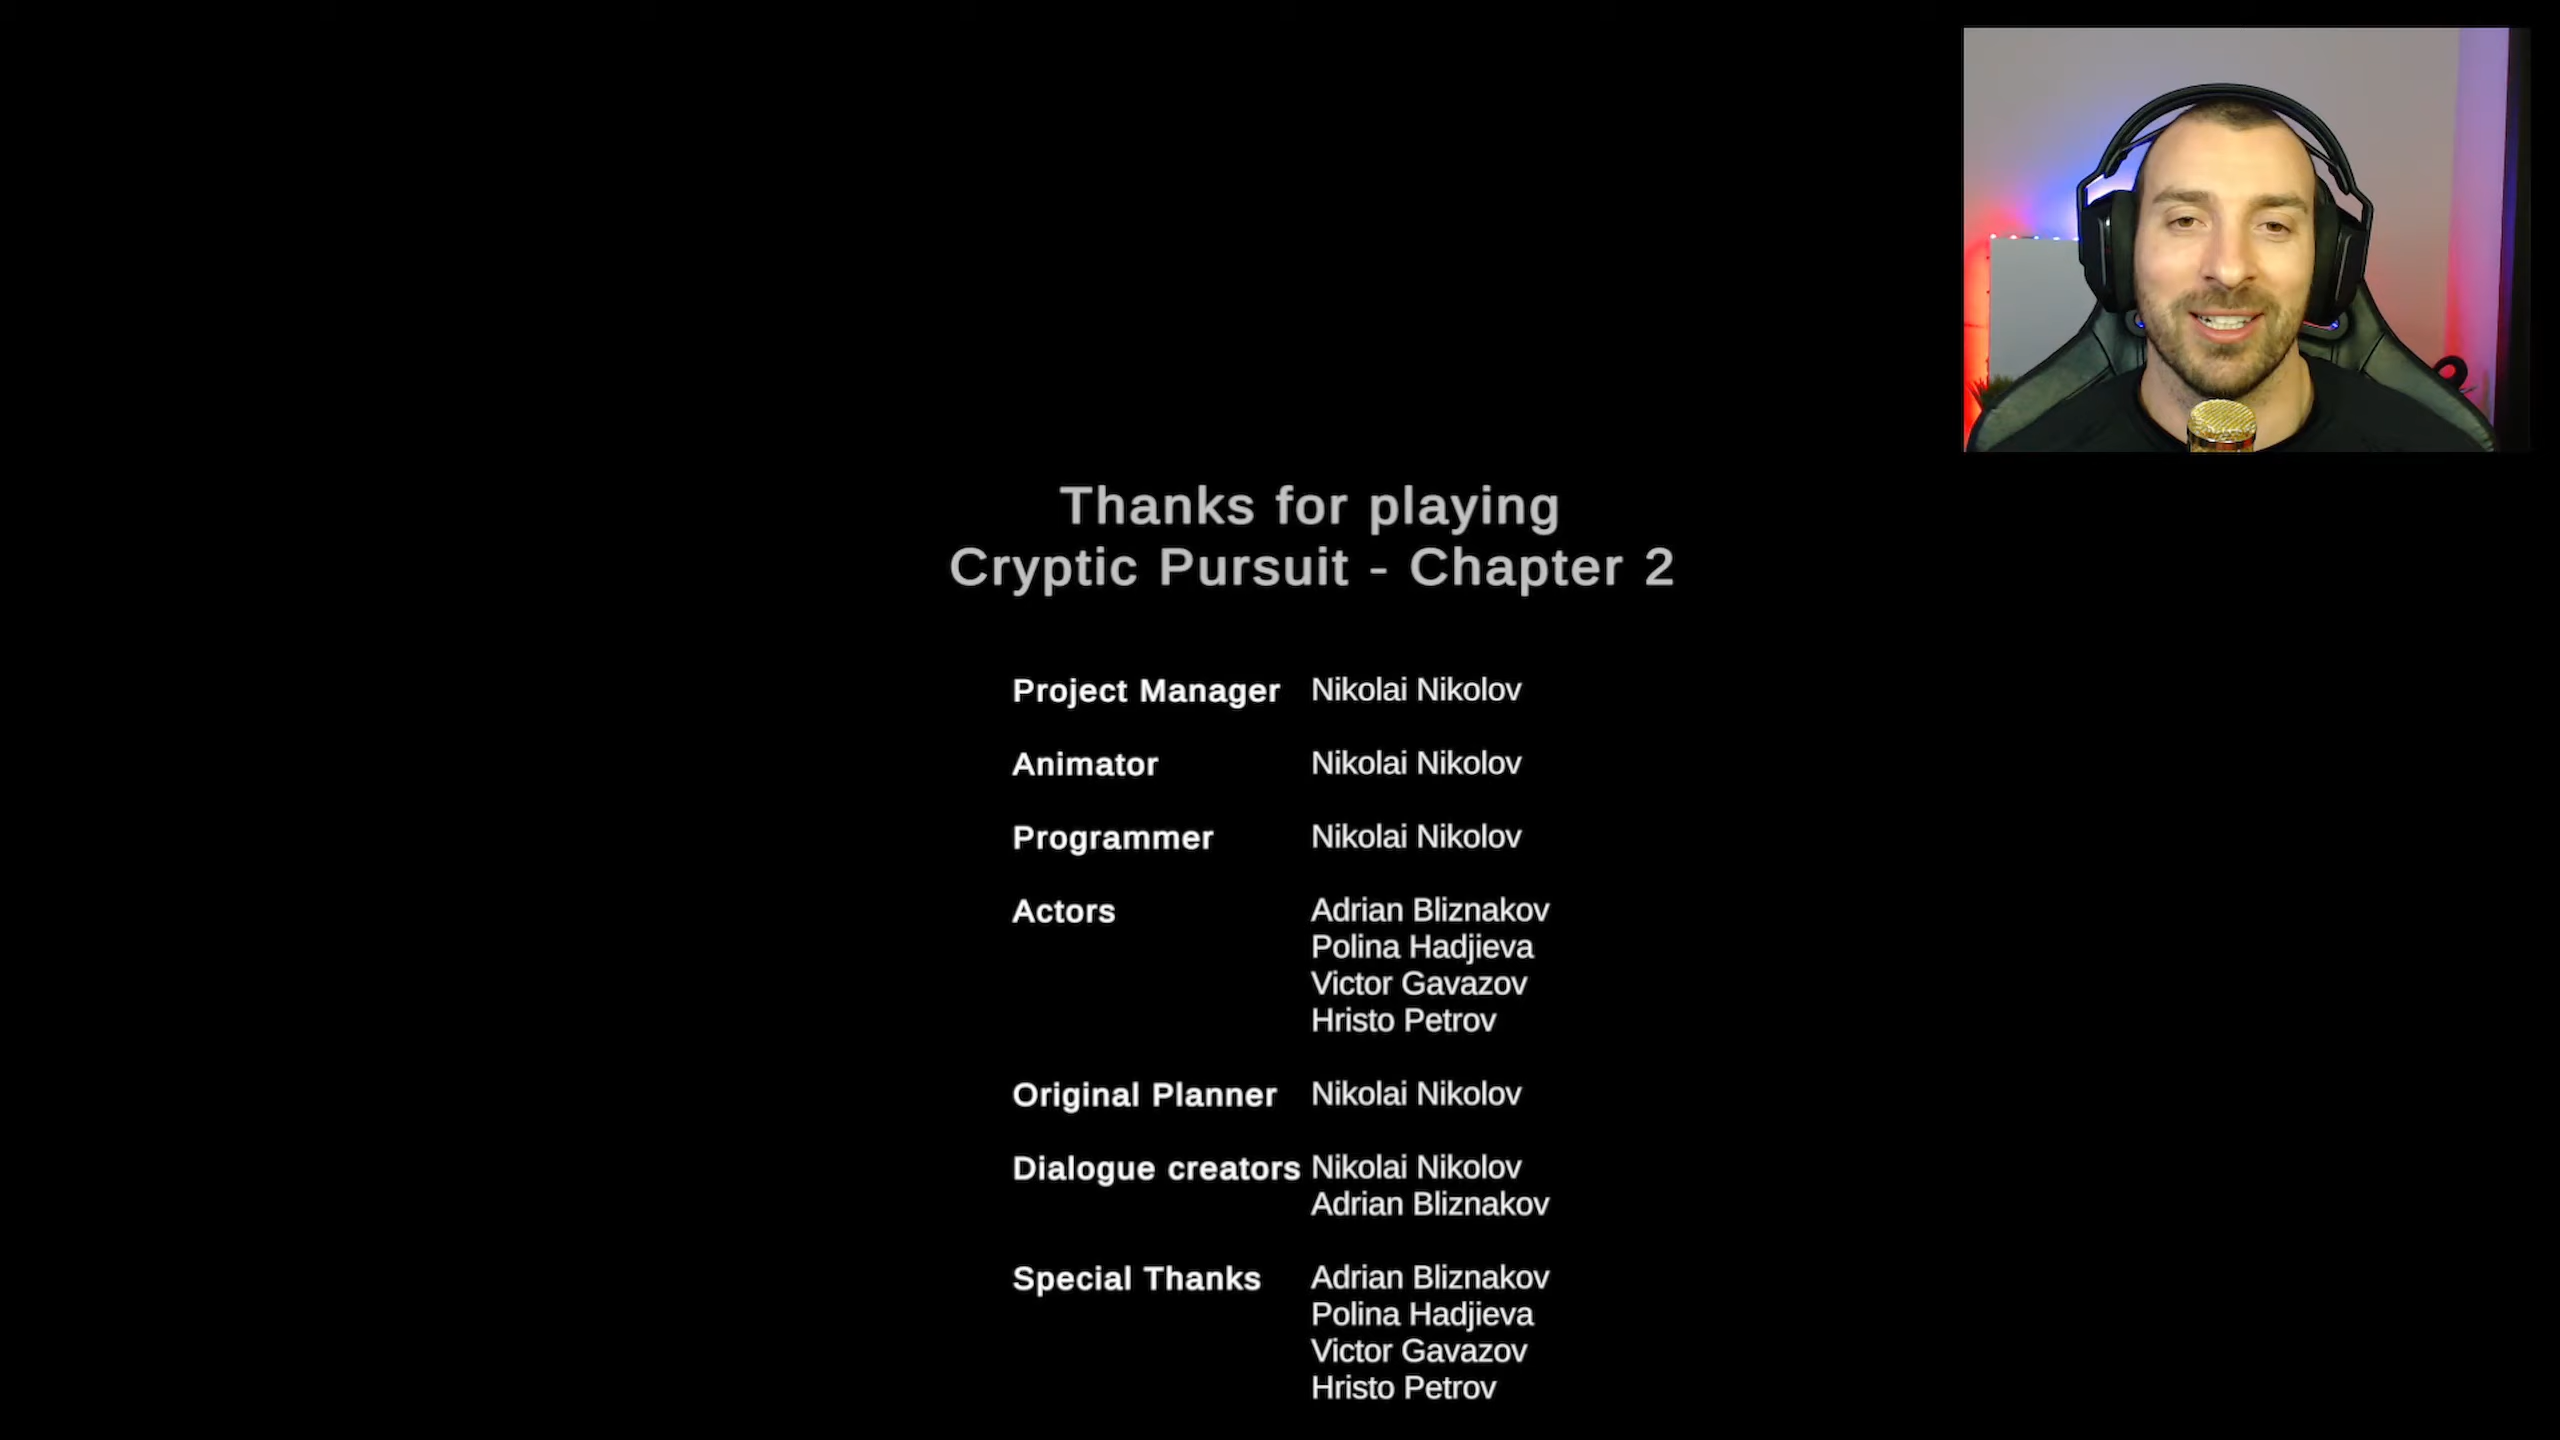 Thanks for playing
Cryptic Pursuit - Chapter 2
Project Manager Nikolai Nikolov
Animator Nikolai Nikolov
Programmer Nikolai Nikolov
Actors Adrian Bliznakov
Polina Hadjieva
Victor Gavazov
Hristo Petrov
Original Planner Nikolai Nikolov
Dialogue creators Nikolai Nikolov
Adrian Bliznakov
Special Thanks Adrian Bliznakov
Polina Hadjieva
Victor Gavazov
Hristo Petrov